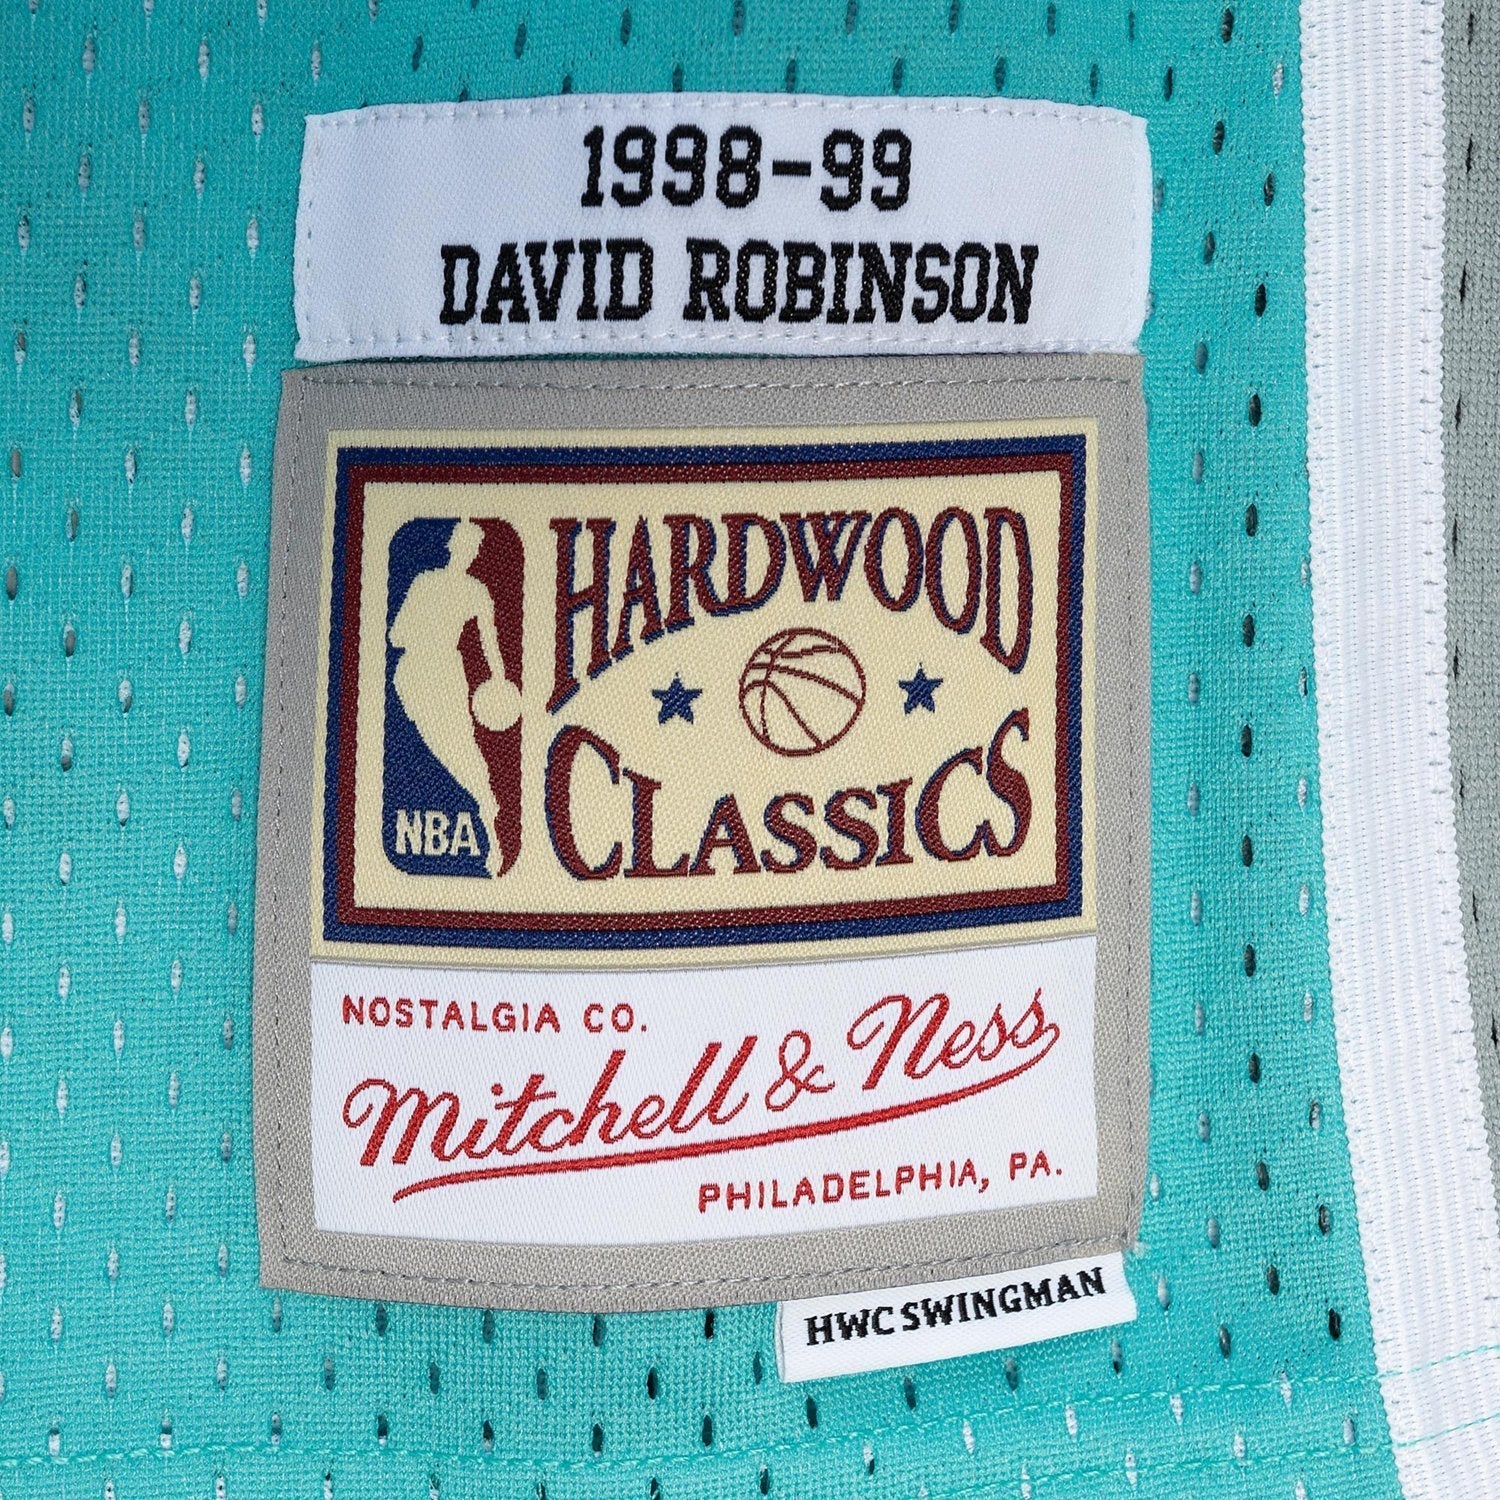 1998-99
DAVID ROBINSON
HARDWOOD
CLASSICS
NBA
NOSTALGIA CO.
Mitchell & Ness
PHILADELPHIA, PA.
HWC SWINGMAN